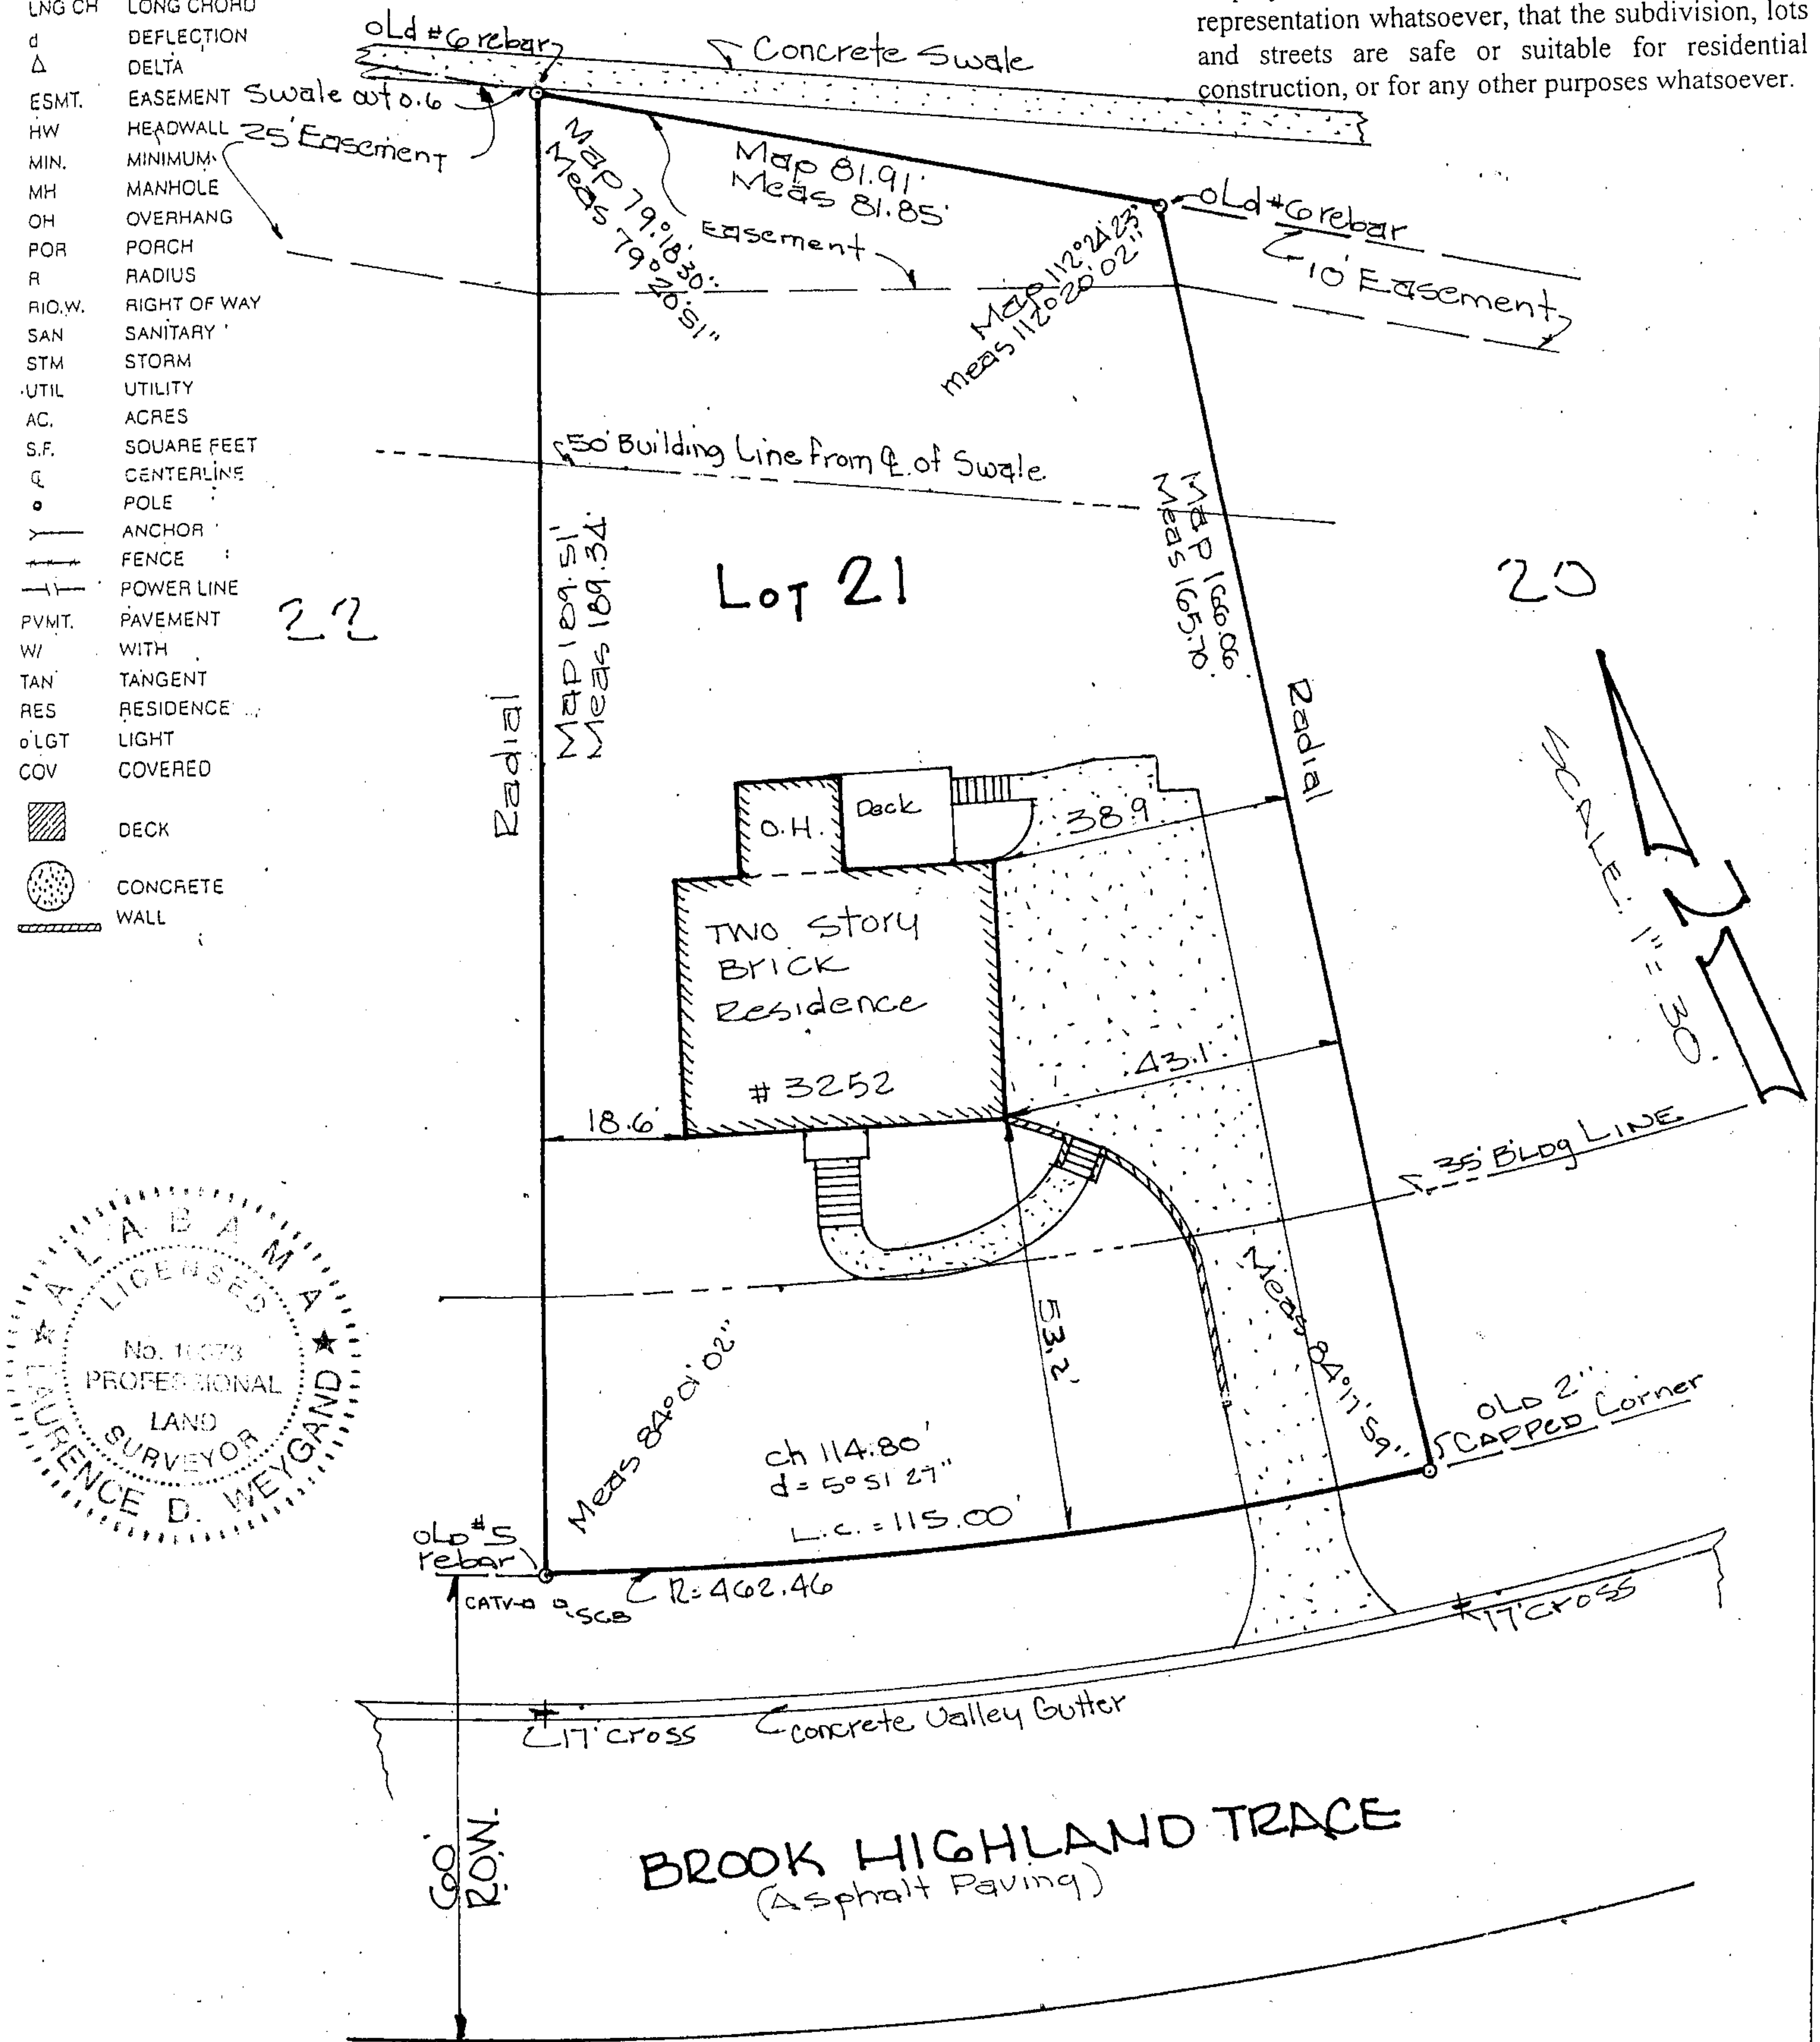 LNG CH LONG CHORD
d DEFLECTION
Δ DELTA
ESMT. EASEMENT
HW HEADWALL
MIN. MINIMUM
MH MANHOLE
OH OVERHANG
POR PORCH
R RADIUS
R/O.W. RIGHT OF WAY
SAN SANITARY
STM STORM
UTIL UTILITY
AC. ACRES
S.F. SQUARE FEET
℄ CENTERLINE
POLE
ANCHOR
FENCE
POWER LINE
PVMT. PAVEMENT
W/ WITH
TAN TANGENT
RES RESIDENCE
LGT LIGHT
COV COVERED
DECK
CONCRETE
WALL
representation whatsoever, that the subdivision, lots
and streets are safe or suitable for residential
construction, or for any other purposes whatsoever.
old #6 rebar
Concrete Swale
Swale out 0.6
25' Easement
Map 79°18'30"
Meas 79°20'51"
Map 81.91'
Meas 81.85'
Easement
old #6 rebar
10' Easement
Map 112°24'23"
meas 112°20'02"
50' Building Line from ℄ of Swale
Map 189.51'
Meas 189.34'
Radial
Lot 21
22
20
Map 166.06
Meas 165.70
Radial
SCALE: 1"=30'
O.H.
Deck
38.9
Two Story
Brick
Residence
# 3252
43.1
18.6'
35' Bldg LINE
53.2'
Meas 84°01'02"
Meas 84°17'59"
ch 114.80'
d = 5°51'27"
L.c. = 115.00'
OLD 2"
CAPPED Corner
OLD #5
rebar
CATV
SCB
R=462.46
17' Cross
17' Cross
concrete Valley Gutter
60'
R.O.W.
BROOK HIGHLAND TRACE
(Asphalt Paving)
ALABAMA
LICENSED
PROFESSIONAL
LAND
SURVEYOR
LAURENCE D. WEYGAND